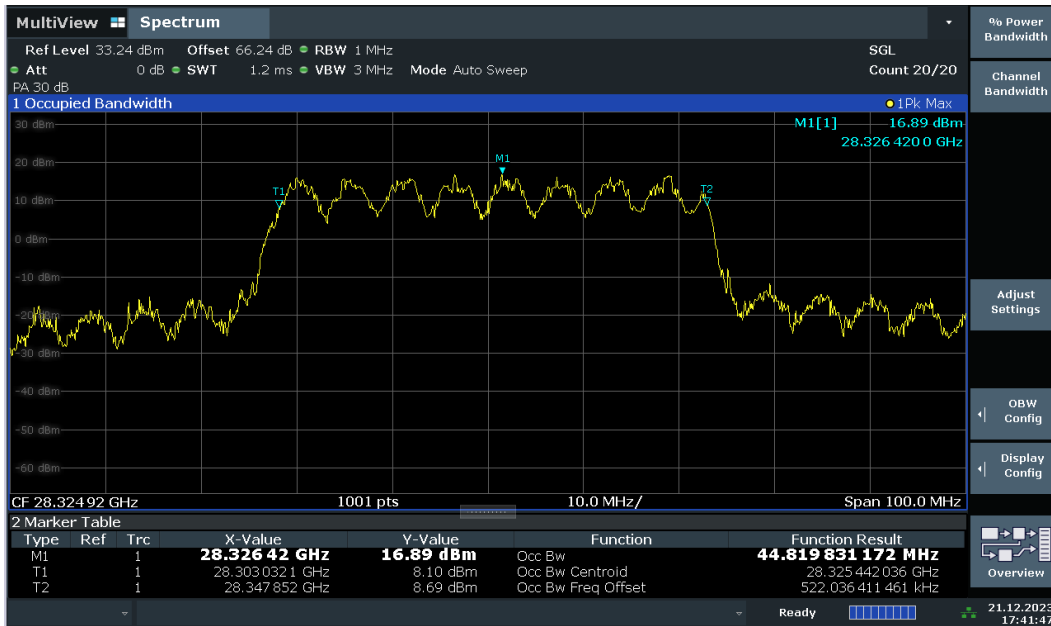 MultiView Spectrum
Ref Level 33.24 dBm Offset 66.24 dB RBW 1 MHz SGL
Att 0 dB SWT 1.2 ms VBW 3 MHz Mode Auto Sweep Count 20/20
PA 30 dB
1 Occupied Bandwidth 1Pk Max
30 dBm
M1[1] 16.89 dBm
28.326 420 0 GHz
20 dBm
M1
T1
T2
10 dBm
0 dBm
-10 dBm
-20 dBm
-30 dBm
-40 dBm
-50 dBm
-60 dBm
CF 28.324 92 GHz 1001 pts 10.0 MHz/ Span 100.0 MHz
2 Marker Table
Type Ref Trc X-Value Y-Value Function Function Result
M1 1 28.326 42 GHz 16.89 dBm Occ Bw 44.819 831 172 MHz
T1 1 28.303 032 1 GHz 8.10 dBm Occ Bw Centroid 28.325 442 036 GHz
T2 1 28.347 852 GHz 8.69 dBm Occ Bw Freq Offset 522.036 411 461 kHz
Ready 21.12.2023
17:41:47
% Power
Bandwidth
Channel
Bandwidth
Adjust
Settings
OBW
Config
Display
Config
Overview